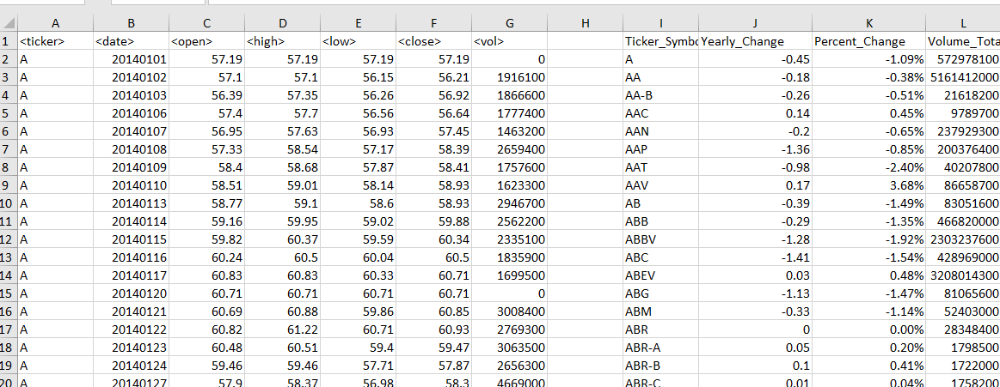 A B C D E F G H I J K L
1 <ticker> <date> <open> <high> <low> <close> <vol> Ticker_Symbo Yearly_Change Percent_Change Volume_Tota
2 A 20140101 57.19 57.19 57.19 57.19 0 A -0.45 -1.09% 572978100
3 A 20140102 57.1 57.1 56.15 56.21 1916100 AA -0.18 -0.38% 5161412000
4 A 20140103 56.39 57.35 56.26 56.92 1866600 AA-B -0.26 -0.51% 21618200
5 A 20140106 57.4 57.7 56.56 56.64 1777400 AAC 0.14 0.45% 9789700
6 A 20140107 56.95 57.63 56.93 57.45 1463200 AAN -0.2 -0.65% 237929300
7 A 20140108 57.33 58.54 57.17 58.39 2659400 AAP -1.36 -0.85% 200376400
8 A 20140109 58.4 58.68 57.87 58.41 1757600 AAT -0.98 -2.40% 40207800
9 A 20140110 58.51 59.01 58.14 58.93 1623300 AAV 0.17 3.68% 86658700
10 A 20140113 58.77 59.1 58.6 58.93 2946700 AB -0.39 -1.49% 83051600
11 A 20140114 59.16 59.95 59.02 59.88 2562200 ABB -0.29 -1.35% 466820000
12 A 20140115 59.82 60.37 59.59 60.34 2335100 ABBV -1.28 -1.92% 2303237600
13 A 20140116 60.24 60.5 60.04 60.5 1835900 ABC -1.41 -1.54% 428969000
14 A 20140117 60.83 60.83 60.33 60.71 1699500 ABEV 0.03 0.48% 3208014300
15 A 20140120 60.71 60.71 60.71 60.71 0 ABG -1.13 -1.47% 81065600
16 A 20140121 60.69 60.88 59.86 60.85 3008400 ABM -0.33 -1.14% 52403000
17 A 20140122 60.82 61.22 60.71 60.93 2769300 ABR 0 0.00% 28348400
18 A 20140123 60.48 60.51 59.4 59.47 3063500 ABR-A 0.05 0.20% 1798500
19 A 20140124 59.46 59.46 57.71 57.87 2656300 ABR-B 0.1 0.41% 1722000
20 A 20140127 57.9 58.37 56.98 58.3 4669000 ABR-C 0.01 0.04% 1758200